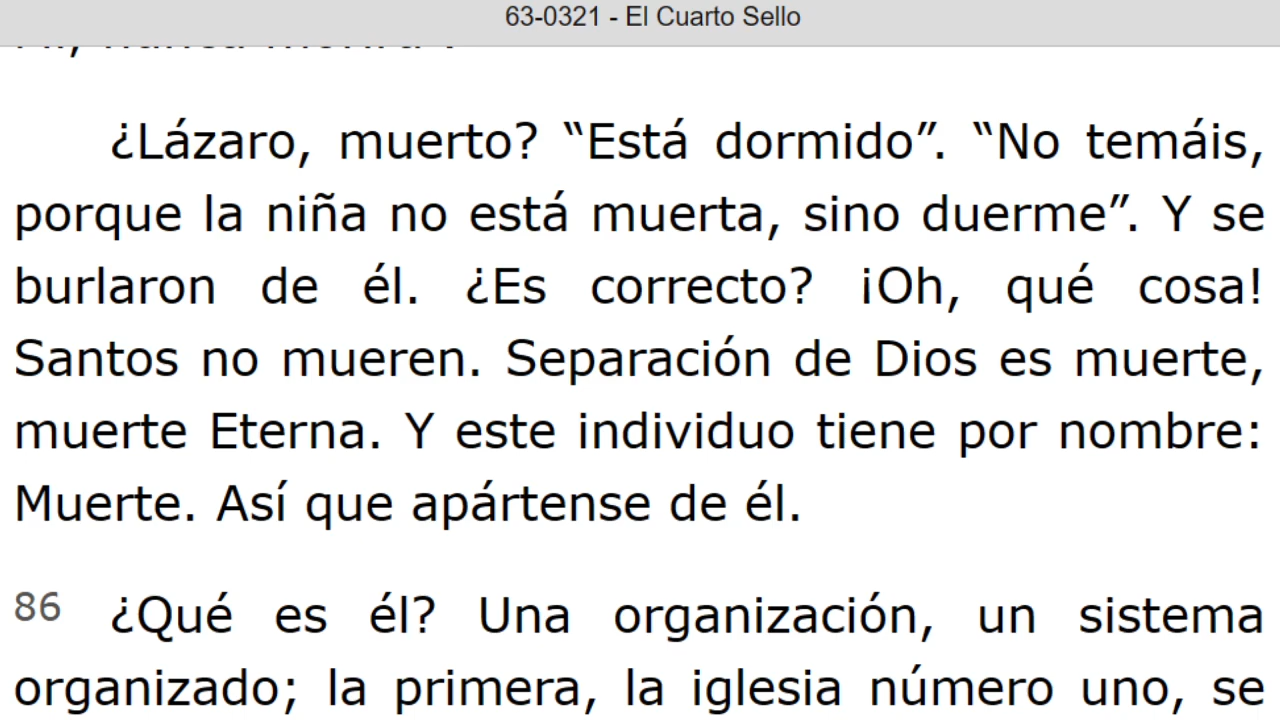 63-0321 - El Cuarto Sello
¿Lázaro, muerto? “Está dormido”. “No temáis,
porque la niña no está muerta, sino duerme”. Y se
burlaron de él. ¿Es correcto? ¡Oh, qué cosa!
Santos no mueren. Separación de Dios es muerte,
muerte Eterna. Y este individuo tiene por nombre:
Muerte. Así que apártense de él.
86 ¿Qué es él? Una organización, un sistema
organizado; la primera, la iglesia número uno, se